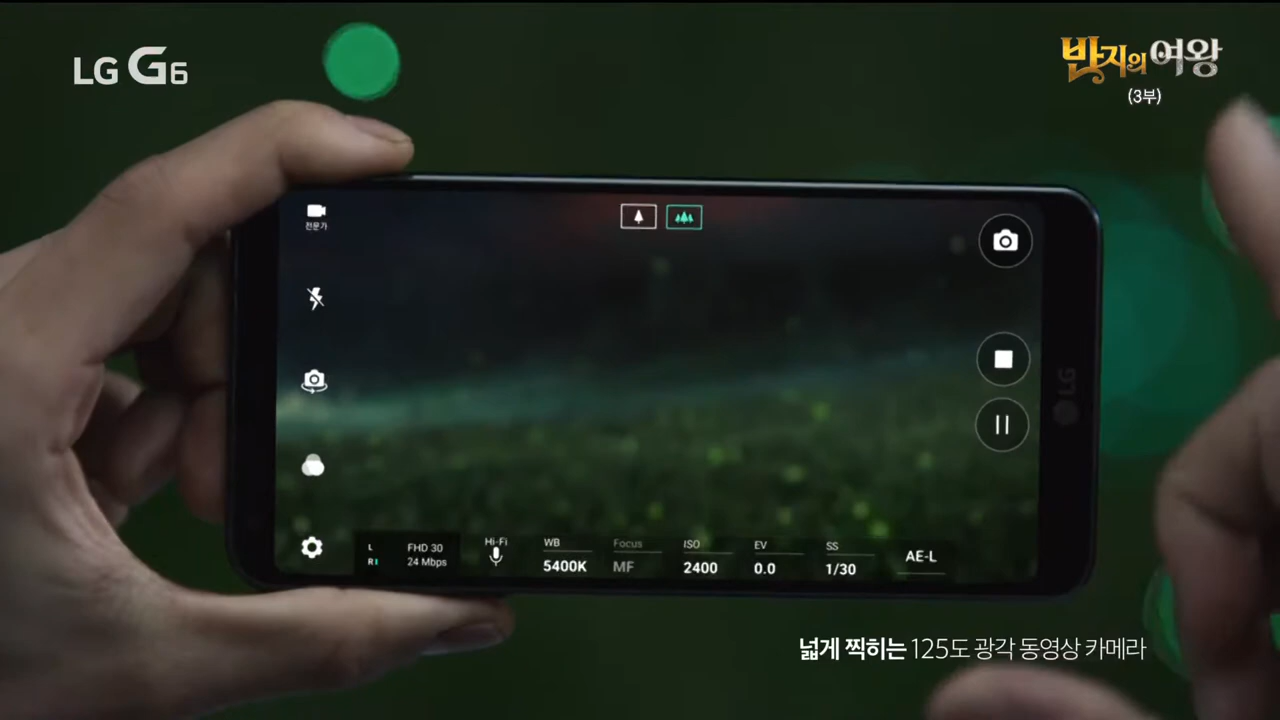 LG G6
반지의 여왕
(3부)
전문가
LG
L
R
FHD 30
24 Mbps
Hi-Fi
WB
5400K
Focus
MF
ISO
2400
EV
0.0
SS
1/30
AE-L
넓게 찍히는 125도 광각 동영상 카메라